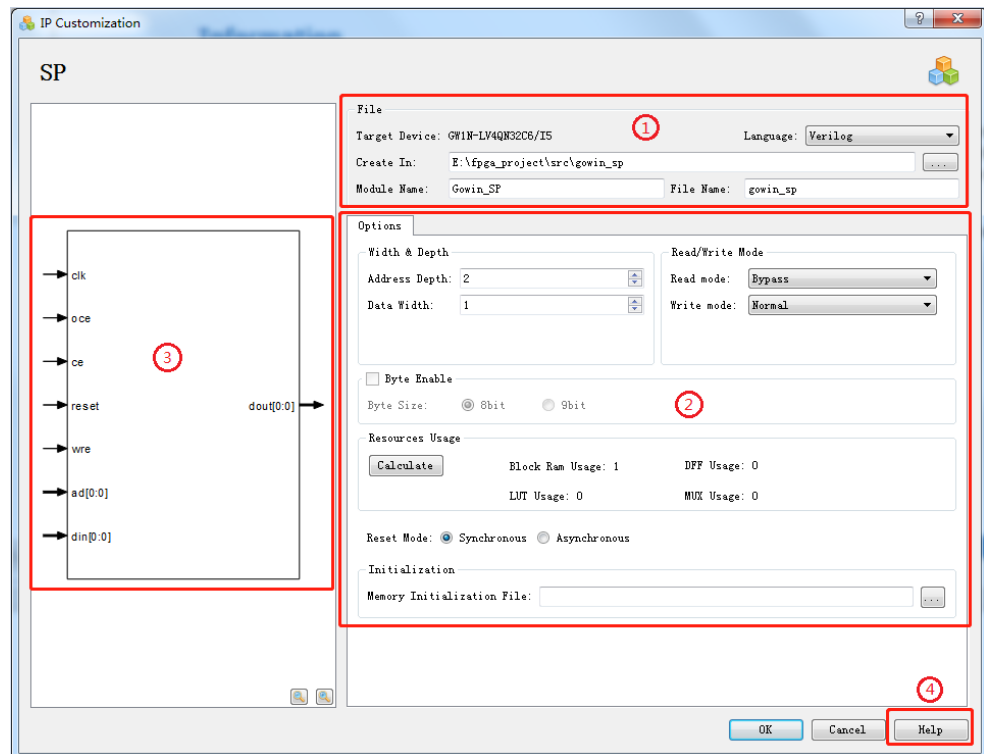 IP Customization
Information
SP
File
Target Device: GW1N-LV4QN32C6/I5 ① Language: Verilog
Create In: E:\fpga_project\src\gowin_sp ...
Module Name: Gowin_SP File Name: gowin_sp
Options
Width & Depth Read/Write Mode
Address Depth: 2 Read mode: Bypass
Data Width: 1 Write mode: Normal
Byte Enable
Byte Size: 8bit 9bit ②
Resources Usage
Calculate Block Ram Usage: 1 DFF Usage: 0
LUT Usage: 0 MUX Usage: 0
Reset Mode: Synchronous Asynchronous
Initialization
Memory Initialization File: ...
clk
oce
ce ③
reset dout[0:0]
wre
ad[0:0]
din[0:0]
④
OK Cancel Help